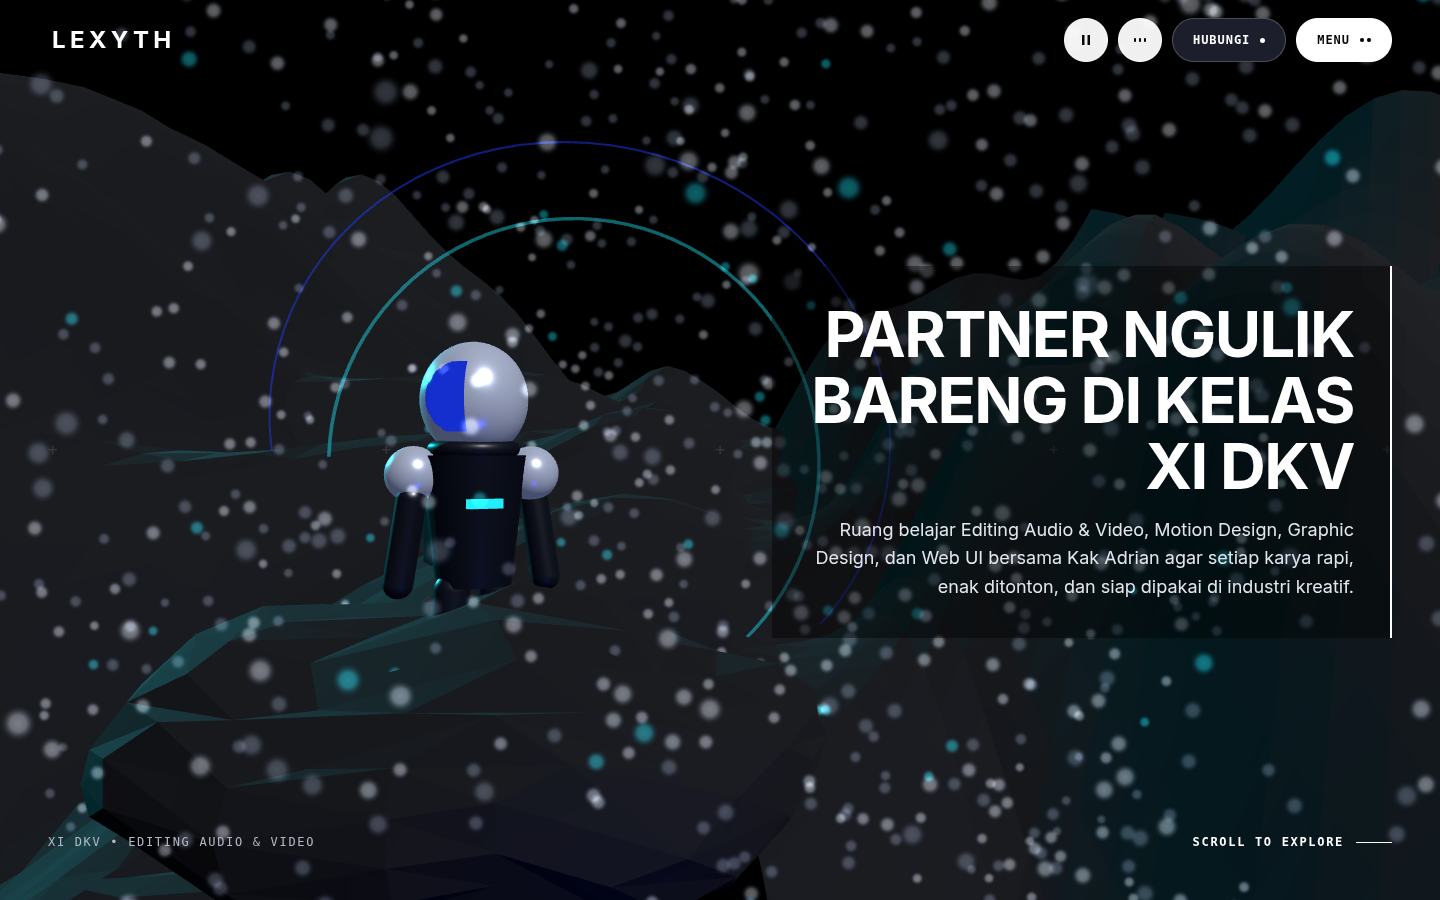 LEXYTH
HUBUNGI
MENU
PARTNER NGULIK
BARENG DI KELAS
XI DKV
Ruang belajar Editing Audio & Video, Motion Design, Graphic
Design, dan Web UI bersama Kak Adrian agar setiap karya rapi,
enak ditonton, dan siap dipakai di industri kreatif.
XI DKV • EDITING AUDIO & VIDEO
SCROLL TO EXPLORE